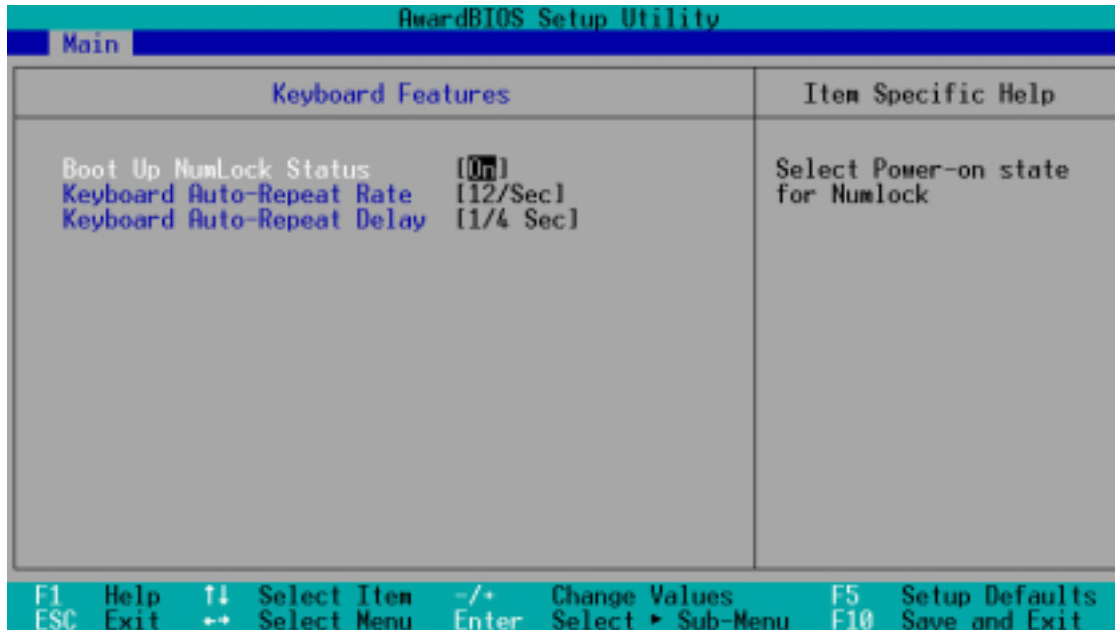 AwardBIOS Setup Utility
Main
Keyboard Features
Item Specific Help
Boot Up NumLock Status [On]
Keyboard Auto-Repeat Rate [12/Sec]
Keyboard Auto-Repeat Delay [1/4 Sec]
Select Power-on state
for Numlock
F1 Help ↑↓ Select Item -/+ Change Values F5 Setup Defaults
ESC Exit ←→ Select Menu Enter Select ► Sub-Menu F10 Save and Exit